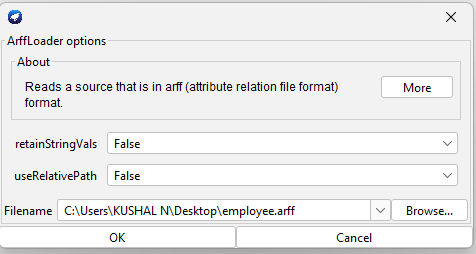 ArffLoader options
About
Reads a source that is in arff (attribute relation file format) format.
More
retainStringVals False
useRelativePath False
Filename C:\Users\KUSHAL N\Desktop\employee.arff Browse...
OK Cancel